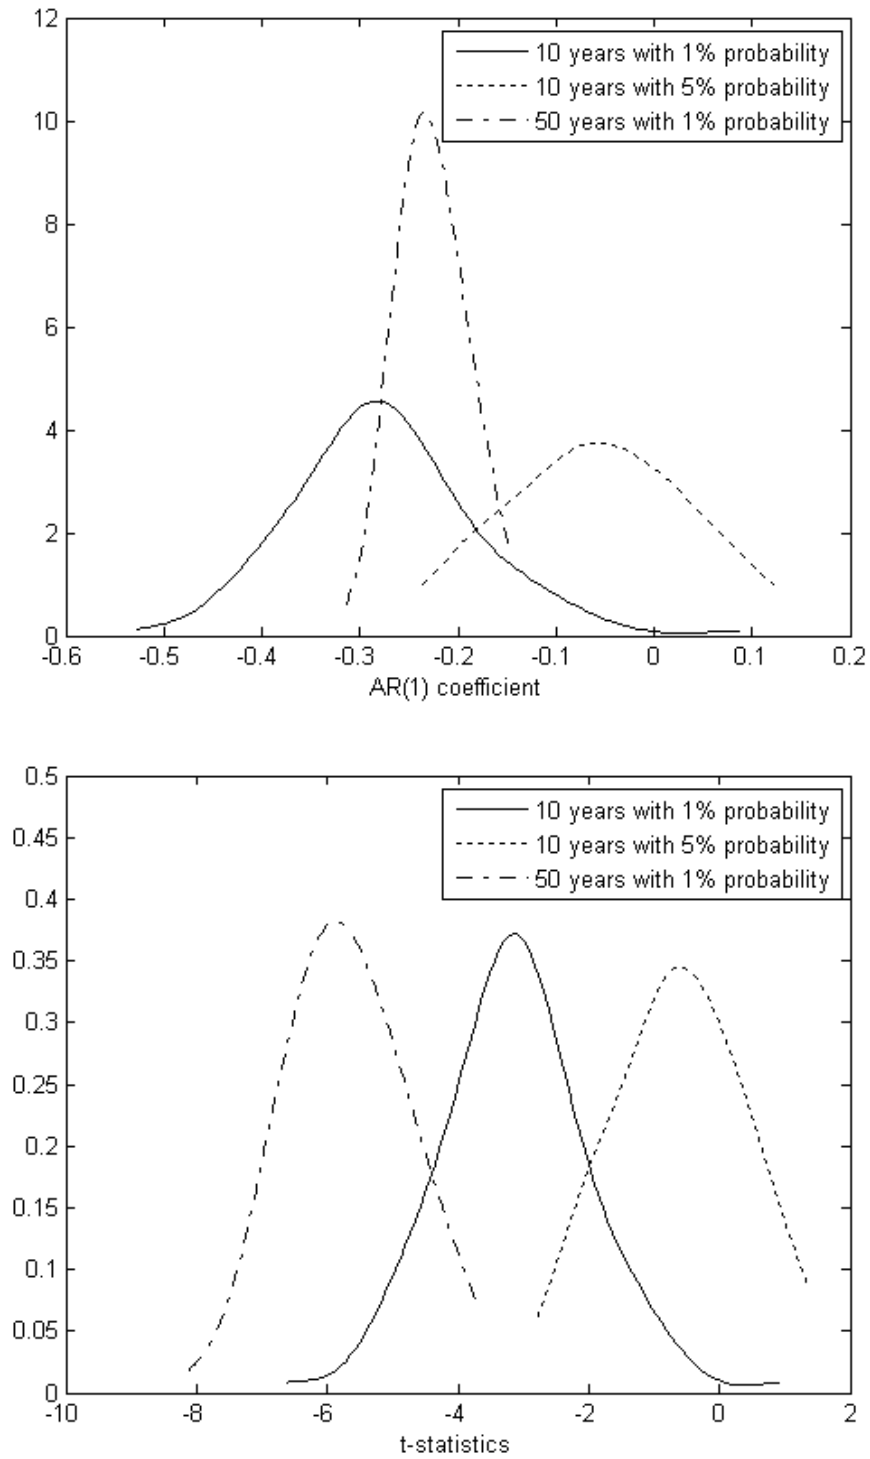 12
10 years with 1% probability
10 years with 5% probability
50 years with 1% probability
10
8
6
4
2
0
-0.6 -0.5 -0.4 -0.3 -0.2 -0.1 0 0.1 0.2
AR(1) coefficient
0.5
10 years with 1% probability
10 years with 5% probability
50 years with 1% probability
0.45
0.4
0.35
0.3
0.25
0.2
0.15
0.1
0.05
0
-10 -8 -6 -4 -2 0 2
t-statistics